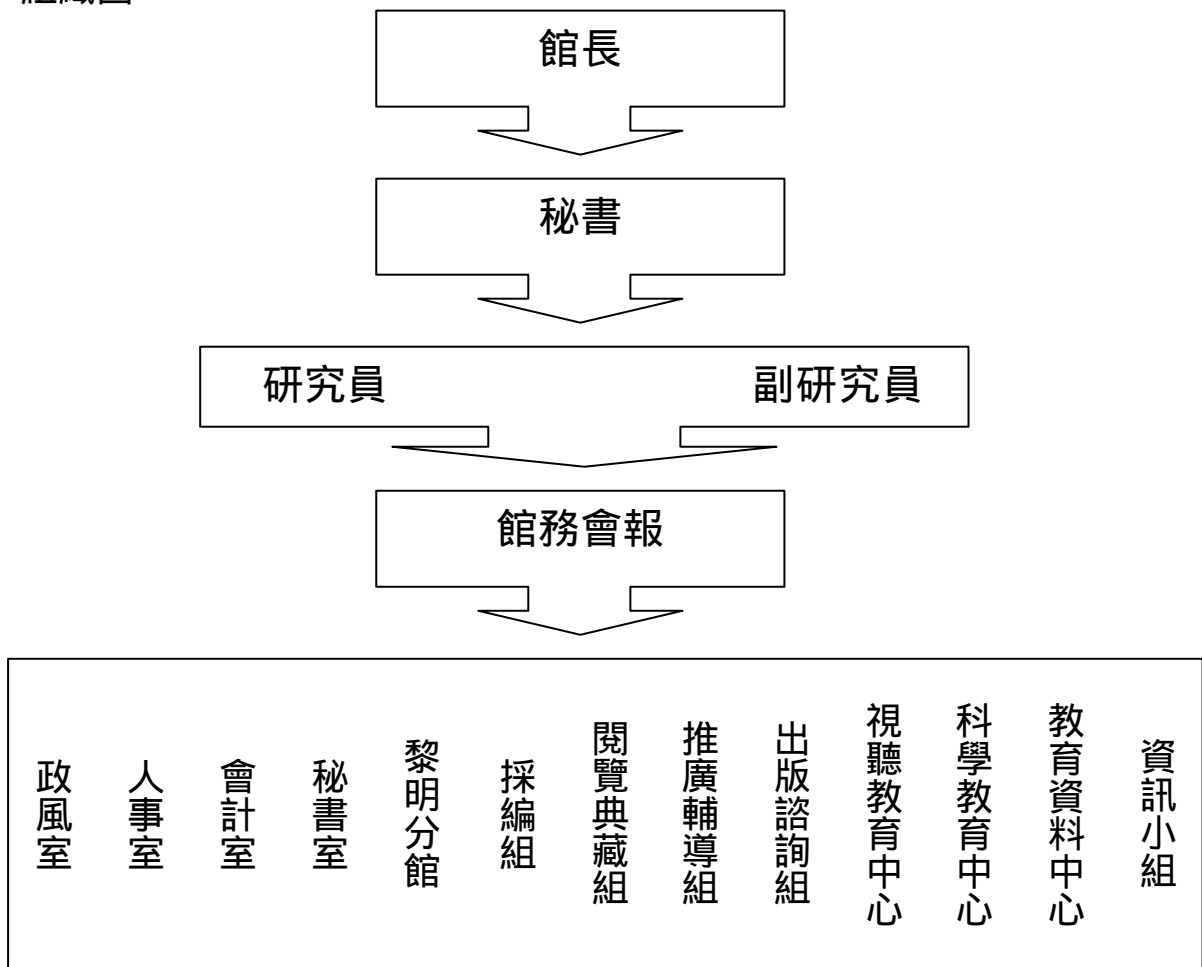 組織圖
館長
秘書
研究員 副研究員
館務會報
政風室
人事室
會計室
秘書室
黎明分館
採編組
閱覽典藏組
推廣輔導組
出版諮詢組
視聽教育中心
科學教育中心
教育資料中心
資訊小組